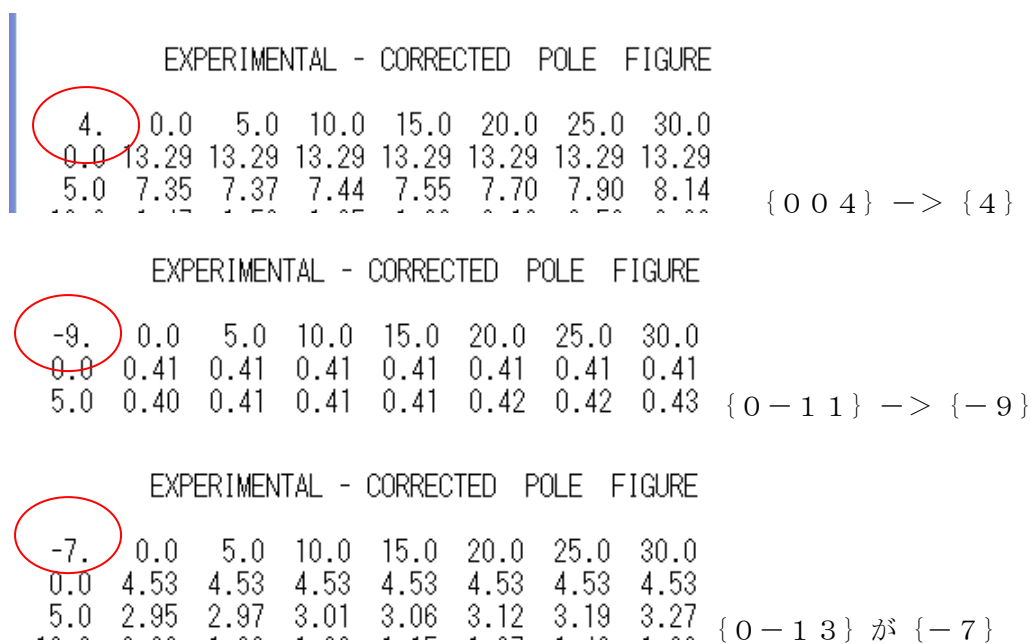 EXPERIMENTAL - CORRECTED POLE FIGURE
4. 0.0 5.0 10.0 15.0 20.0 25.0 30.0
0.0 13.29 13.29 13.29 13.29 13.29 13.29 13.29
5.0 7.35 7.37 7.44 7.55 7.70 7.90 8.14
{004} -> {4}
EXPERIMENTAL - CORRECTED POLE FIGURE
-9. 0.0 5.0 10.0 15.0 20.0 25.0 30.0
0.0 0.41 0.41 0.41 0.41 0.41 0.41 0.41
5.0 0.40 0.41 0.41 0.41 0.42 0.42 0.43
{0-11} -> {-9}
EXPERIMENTAL - CORRECTED POLE FIGURE
-7. 0.0 5.0 10.0 15.0 20.0 25.0 30.0
0.0 4.53 4.53 4.53 4.53 4.53 4.53 4.53
5.0 2.95 2.97 3.01 3.06 3.12 3.19 3.27
{0-13}が{-7}